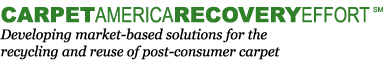 CARPETAMERICARECOVERYEFFORT SM
Developing market-based solutions for the
recycling and reuse of post-consumer carpet